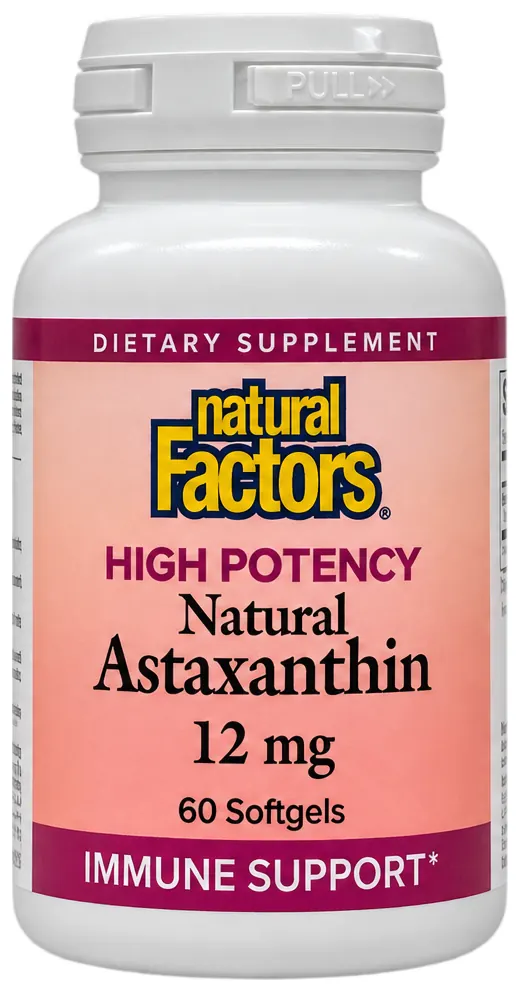 PULL>>
DIETARY SUPPLEMENT
natural
Factors®
HIGH POTENCY
Natural
Astaxanthin
12 mg
60 Softgels
IMMUNE SUPPORT*